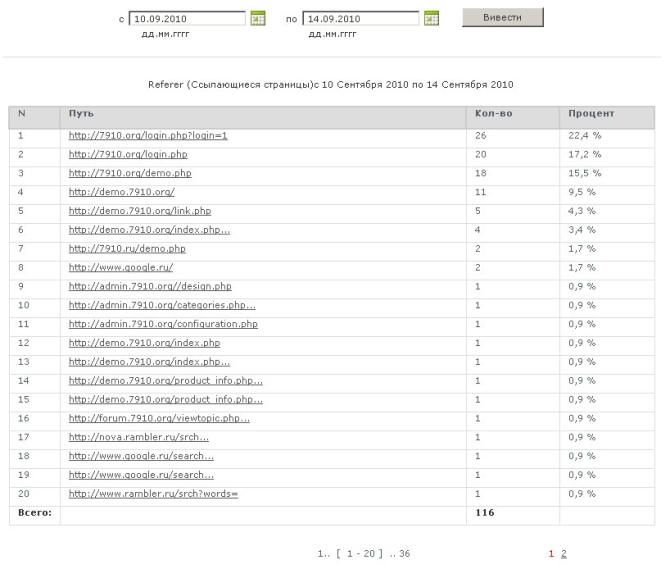 с 10.09.2010 по 14.09.2010 Вивести
дд.мм.гггг дд.мм.гггг
Referer (Ссылающиеся страницы)с 10 Сентября 2010 по 14 Сентября 2010
N Путь Кол-во Процент
1 http://7910.org/login.php?login=1 26 22,4 %
2 http://7910.org/login.php 20 17,2 %
3 http://7910.org/demo.php 18 15,5 %
4 http://demo.7910.org/ 11 9,5 %
5 http://demo.7910.org/link.php 5 4,3 %
6 http://demo.7910.org/index.php... 4 3,4 %
7 http://7910.ru/demo.php 2 1,7 %
8 http://www.google.ru/ 2 1,7 %
9 http://admin.7910.org//design.php 1 0,9 %
10 http://admin.7910.org/categories.php... 1 0,9 %
11 http://admin.7910.org/configuration.php 1 0,9 %
12 http://demo.7910.org/index.php 1 0,9 %
13 http://demo.7910.org/index.php... 1 0,9 %
14 http://demo.7910.org/product_info.php... 1 0,9 %
15 http://demo.7910.org/product_info.php... 1 0,9 %
16 http://forum.7910.org/viewtopic.php... 1 0,9 %
17 http://nova.rambler.ru/srch... 1 0,9 %
18 http://www.google.ru/search... 1 0,9 %
19 http://www.google.ru/search... 1 0,9 %
20 http://www.rambler.ru/srch?words= 1 0,9 %
Всего: 116
1.. [ 1 - 20 ] .. 36 1 2